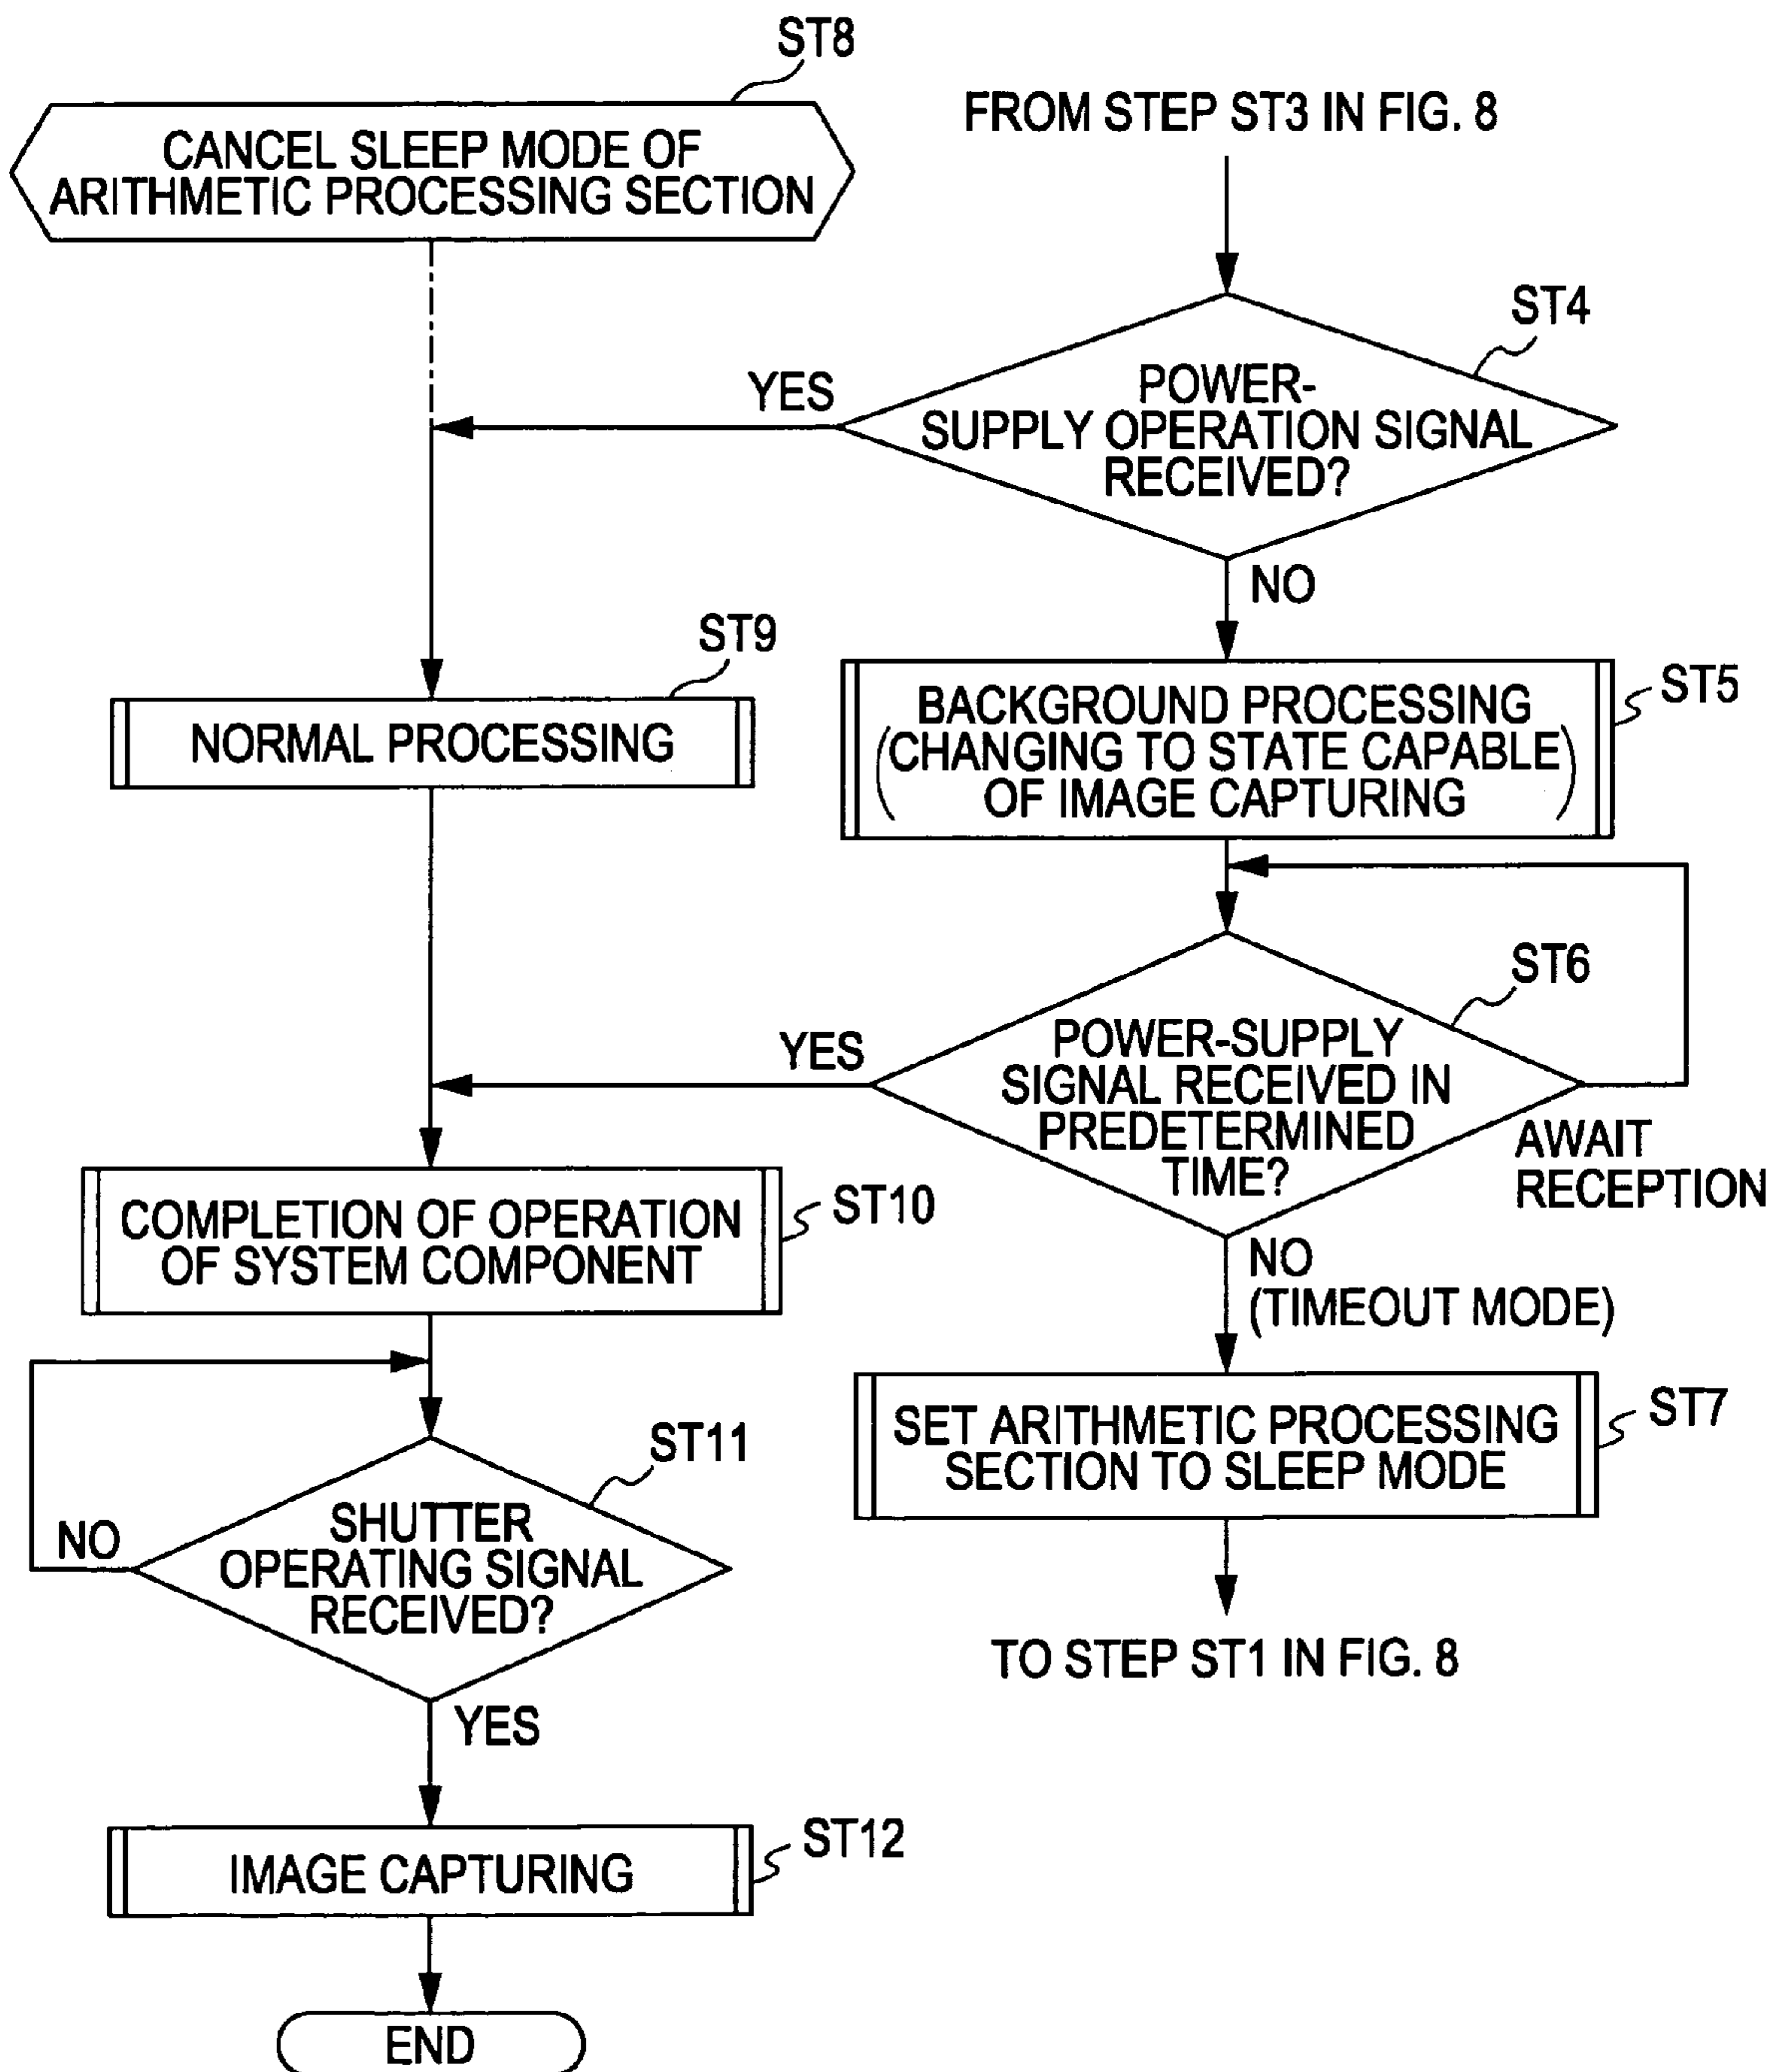 ST8
CANCEL SLEEP MODE OF
ARITHMETIC PROCESSING SECTION
FROM STEP ST3 IN FIG. 8
ST4
POWER-
SUPPLY OPERATION SIGNAL
RECEIVED?
YES
NO
ST9
NORMAL PROCESSING
ST5
BACKGROUND PROCESSING
(CHANGING TO STATE CAPABLE
OF IMAGE CAPTURING)
ST6
POWER-SUPPLY
SIGNAL RECEIVED IN
PREDETERMINED
TIME?
YES
AWAIT
RECEPTION
NO
(TIMEOUT MODE)
ST10
COMPLETION OF OPERATION
OF SYSTEM COMPONENT
ST7
SET ARITHMETIC PROCESSING
SECTION TO SLEEP MODE
TO STEP ST1 IN FIG. 8
ST11
SHUTTER
OPERATING SIGNAL
RECEIVED?
NO
YES
ST12
IMAGE CAPTURING
END